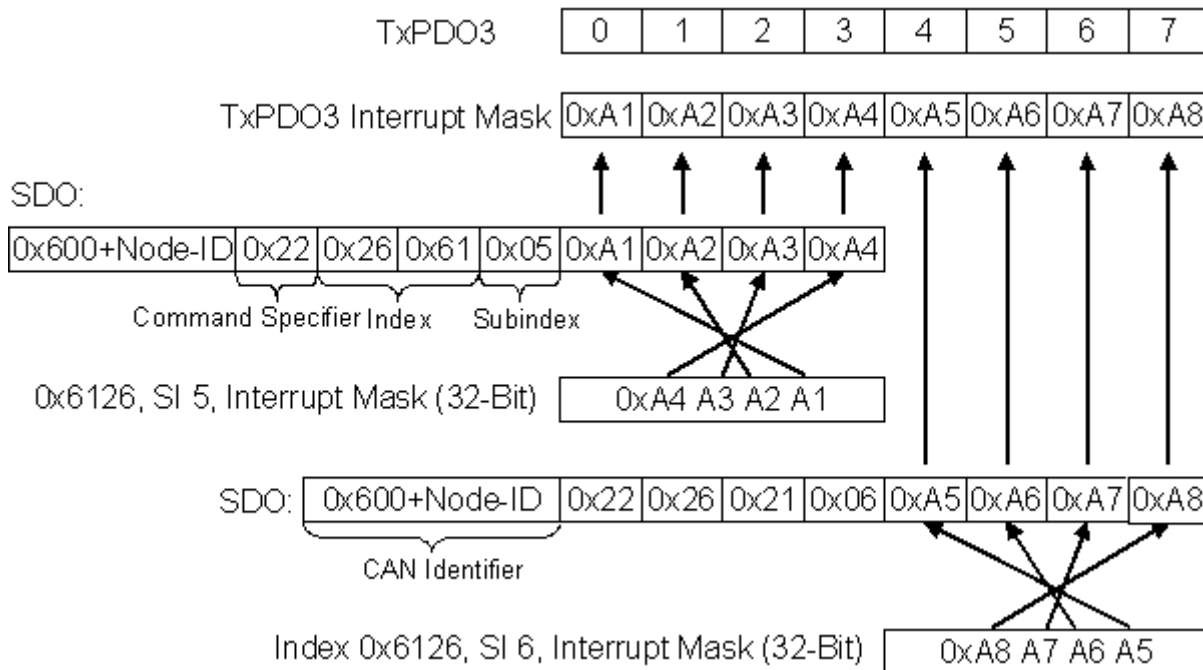 TxPDO3 0 1 2 3 4 5 6 7
TxPDO3 Interrupt Mask 0xA1 0xA2 0xA3 0xA4 0xA5 0xA6 0xA7 0xA8
SDO:
0x600+Node-ID 0x22 0x26 0x61 0x05 0xA1 0xA2 0xA3 0xA4
Command Specifier Index Subindex
0x6126, SI 5, Interrupt Mask (32-Bit) 0xA4 A3 A2 A1
SDO: 0x600+Node-ID 0x22 0x26 0x21 0x06 0xA5 0xA6 0xA7 0xA8
CAN Identifier
Index 0x6126, SI 6, Interrupt Mask (32-Bit) 0xA8 A7 A6 A5